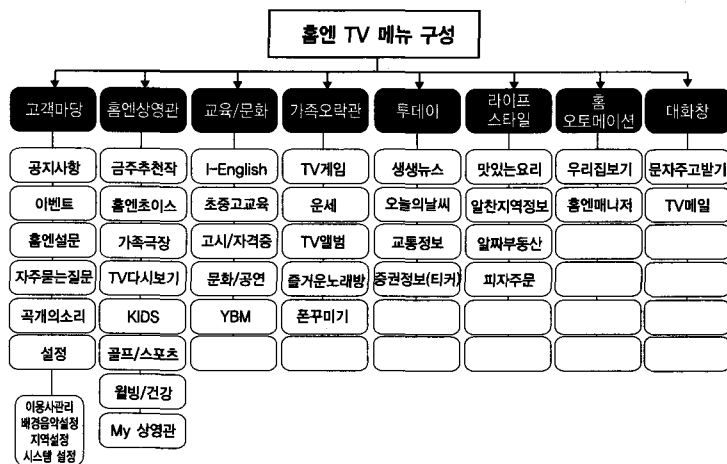 홈엔 TV 메뉴 구성
고객마당
홈엔상영관
교육/문화
가족오락관
투데이
라이프
스타일
홈
오토메이션
대화창
공지사항
금주추천작
I-English
TV게임
생생뉴스
맛있는요리
우리집보기
문자주고받기
이벤트
홈엔초이스
초중고교육
운세
오늘의날씨
알찬지역정보
홈엔매니저
TV메일
홈엔설문
가족극장
고시/자격증
TV앨범
교통정보
알짜부동산
자주묻는질문
TV다시보기
문화/공연
즐거운노래방
증권정보(티커)
피자주문
곡개의소리
KIDS
YBM
폰꾸미기
설정
골프/스포츠
이용사관리
배경음악설정
지역설정
시스템 설정
웰빙/건강
My 상영관